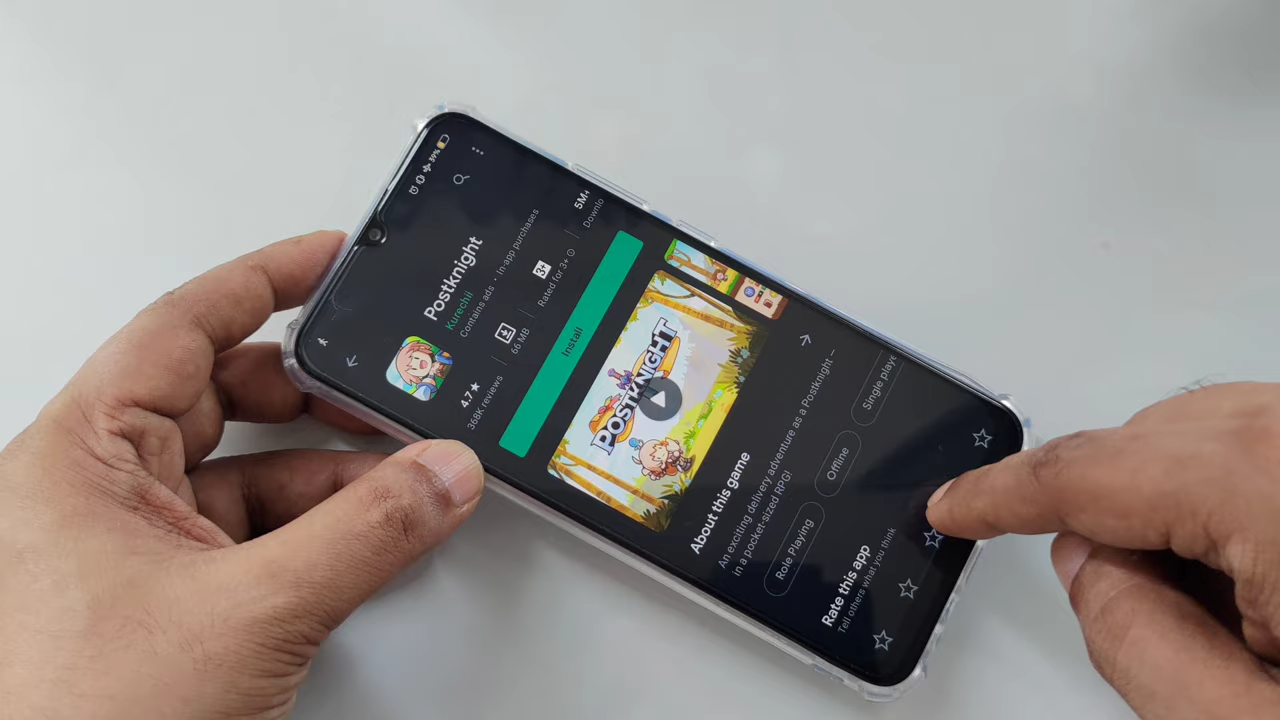 39%
Postknight
Kurechii
Contains ads • In-app purchases
4.7★
368K reviews
66 MB
3+
Rated for 3+
5M+
Downlo
Install
POSTKNIGHT
About this game
An exciting delivery adventure as a Postknight –
in a pocket-sized RPG!
Role Playing
Offline
Single playe
Rate this app
Tell others what you think